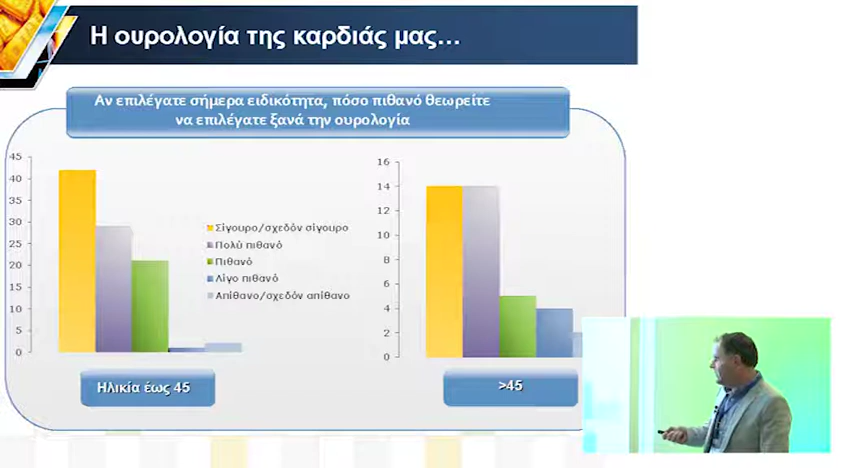 Η ουρολογία της καρδιάς μας...
Αν επιλέγατε σήμερα ειδικότητα, πόσο πιθανό θεωρείτε
να επιλέγατε ξανά την ουρολογία
45
40
35
30
25
20
15
10
5
0
Σίγουρο/σχεδόν σίγουρο
Πολύ πιθανό
Πιθανό
Λίγο πιθανό
Απίθανο/σχεδόν απίθανο
16
14
12
10
8
6
4
2
0
Ηλικία έως 45
>45